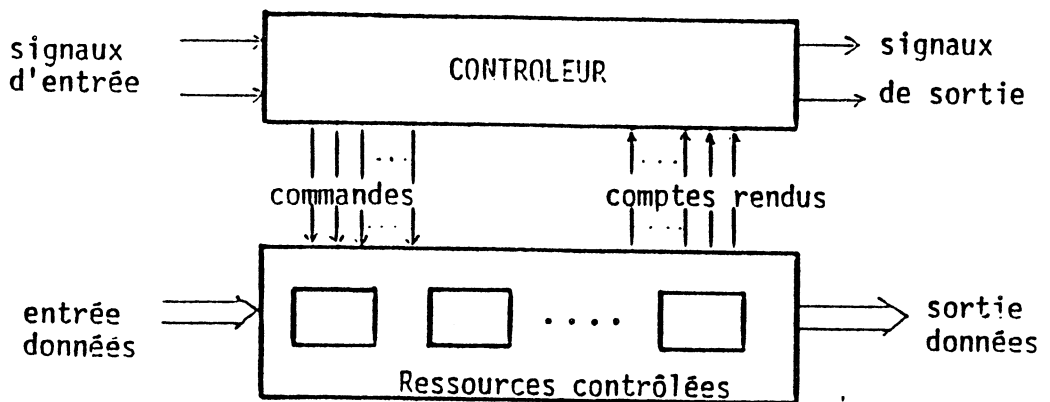 signaux
d'entrée
CONTROLEUR
signaux
de sortie
commandes
comptes rendus
entrée
données
sortie
données
Ressources contrôlées